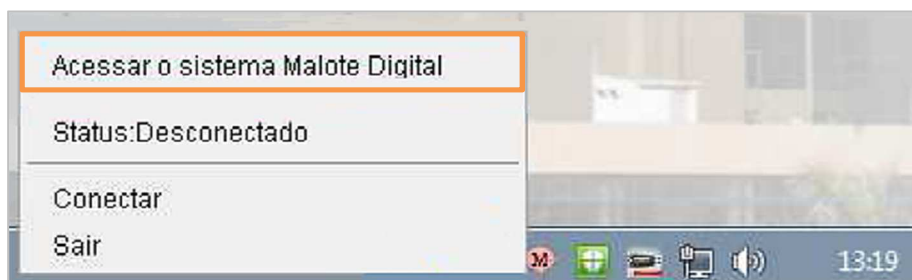 Acessar o sistema Malote Digital
Status:Desconectado
Conectar
Sair
M
13:19